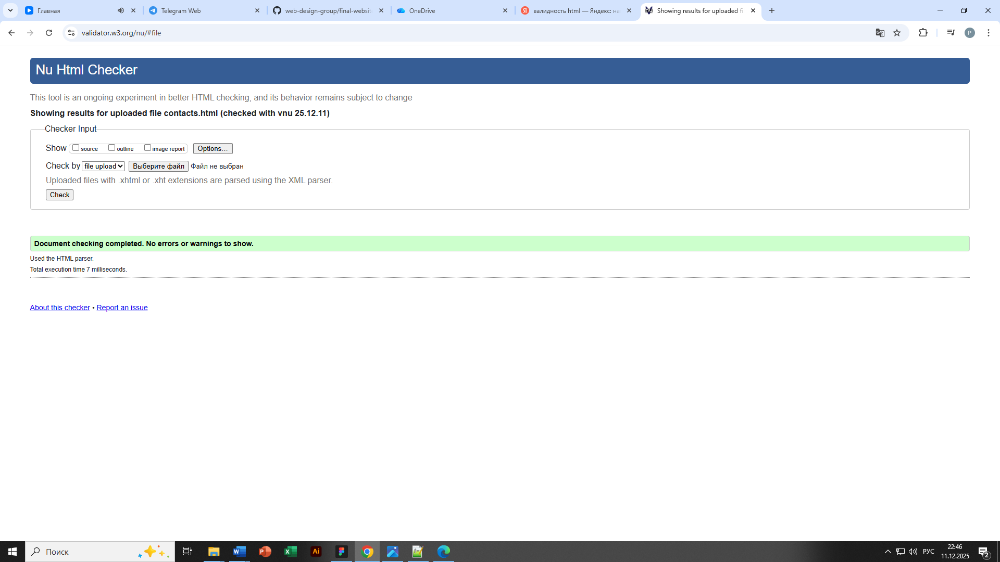 Главная
Telegram Web
web-design-group/final-website
OneDrive
валидность html — Яндекс: на
Showing results for uploaded fi
validator.w3.org/nu/#file
P
Nu Html Checker
This tool is an ongoing experiment in better HTML checking, and its behavior remains subject to change
Showing results for uploaded file contacts.html (checked with vnu 25.12.11)
Checker Input
Show source outline image report Options...
Check by file upload Выберите файл Файл не выбран
Uploaded files with .xhtml or .xht extensions are parsed using the XML parser.
Check
Document checking completed. No errors or warnings to show.
Used the HTML parser.
Total execution time 7 milliseconds.
About this checker • Report an issue
Поиск
РУС
22:46
11.12.2025
2